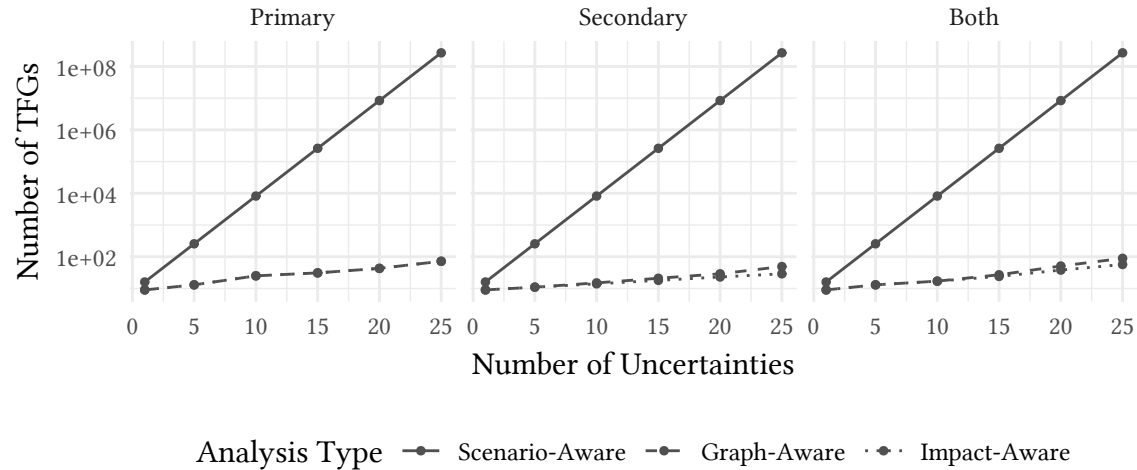 Primary Secondary Both
Number of TFGs
1e+08
1e+06
1e+04
1e+02
0 5 10 15 20 25 0 5 10 15 20 25 0 5 10 15 20 25
Number of Uncertainties
Analysis Type Scenario-Aware Graph-Aware Impact-Aware